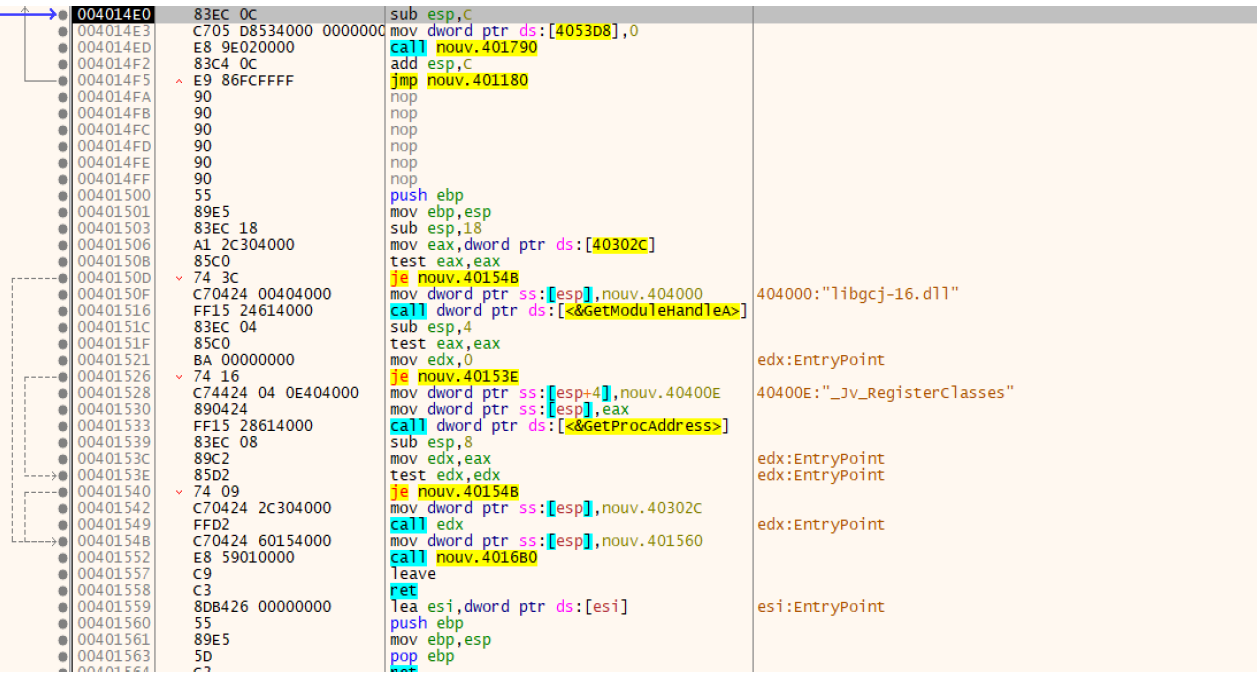 004014E0 83EC 0C sub esp,C
004014E3 C705 D8534000 0000000 mov dword ptr ds:[4053D8],0
004014ED E8 9E020000 call nouv.401790
004014F2 83C4 0C add esp,C
004014F5 E9 86FCFFFF jmp nouv.401180
004014FA 90 nop
004014FB 90 nop
004014FC 90 nop
004014FD 90 nop
004014FE 90 nop
004014FF 90 nop
00401500 55 push ebp
00401501 89E5 mov ebp,esp
00401503 83EC 18 sub esp,18
00401506 A1 2C304000 mov eax,dword ptr ds:[40302C]
0040150B 85C0 test eax,eax
0040150D 74 3C je nouv.40154B
0040150F C70424 00404000 mov dword ptr ss:[esp],nouv.404000 404000:"libgcj-16.dll"
00401516 FF15 24614000 call dword ptr ds:[<&GetModuleHandleA>]
0040151C 83EC 04 sub esp,4
0040151F 85C0 test eax,eax
00401521 BA 00000000 mov edx,0 edx:EntryPoint
00401526 74 16 je nouv.40153E
00401528 C74424 04 0E404000 mov dword ptr ss:[esp+4],nouv.40400E 40400E:"_Jv_RegisterClasses"
00401530 890424 mov dword ptr ss:[esp],eax
00401533 FF15 28614000 call dword ptr ds:[<&GetProcAddress>]
00401539 83EC 08 sub esp,8
0040153C 89C2 mov edx,eax edx:EntryPoint
0040153E 85D2 test edx,edx edx:EntryPoint
00401540 74 09 je nouv.40154B
00401542 C70424 2C304000 mov dword ptr ss:[esp],nouv.40302C
00401549 FFD2 call edx edx:EntryPoint
0040154B C70424 60154000 mov dword ptr ss:[esp],nouv.401560
00401552 E8 59010000 call nouv.4016B0
00401557 C9 leave
00401558 C3 ret
00401559 8DB426 00000000 lea esi,dword ptr ds:[esi] esi:EntryPoint
00401560 55 push ebp
00401561 89E5 mov ebp,esp
00401563 5D pop ebp